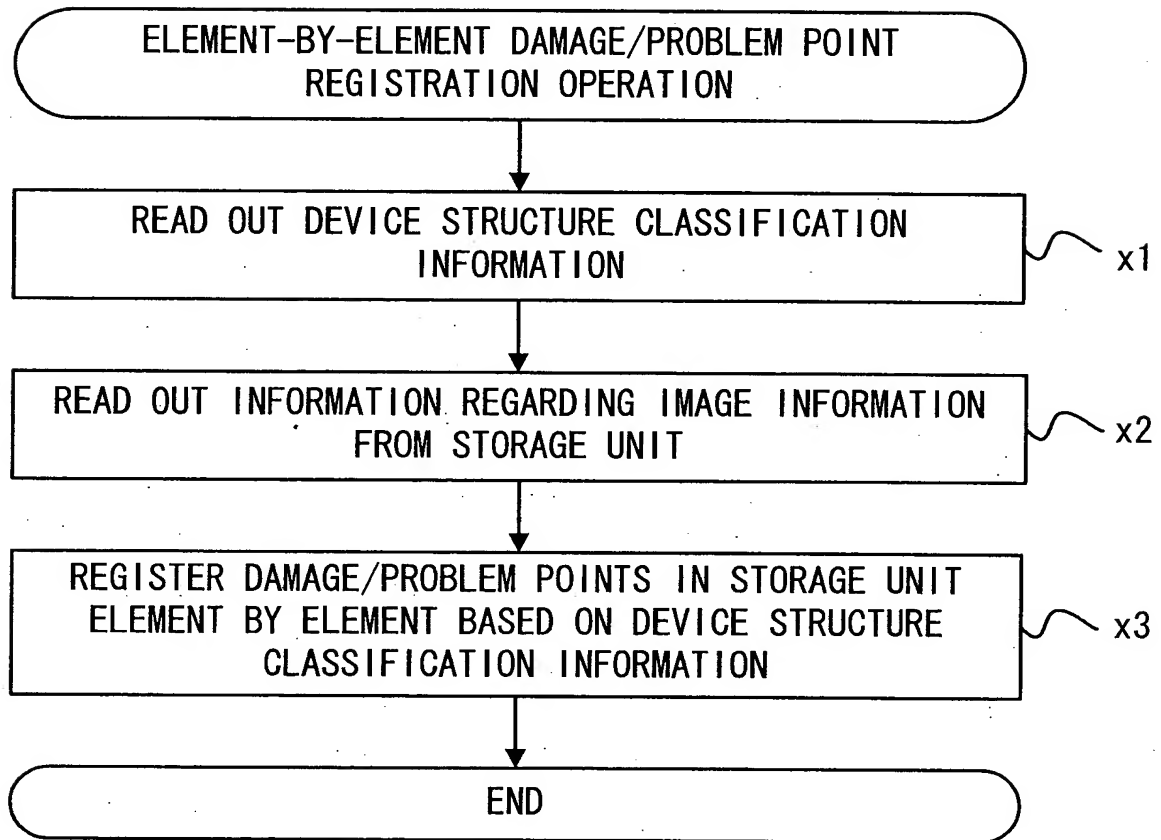 ELEMENT-BY-ELEMENT DAMAGE/PROBLEM POINT
REGISTRATION OPERATION
READ OUT DEVICE STRUCTURE CLASSIFICATION
INFORMATION
x1
READ OUT INFORMATION REGARDING IMAGE INFORMATION
FROM STORAGE UNIT
x2
REGISTER DAMAGE/PROBLEM POINTS IN STORAGE UNIT
ELEMENT BY ELEMENT BASED ON DEVICE STRUCTURE
CLASSIFICATION INFORMATION
x3
END